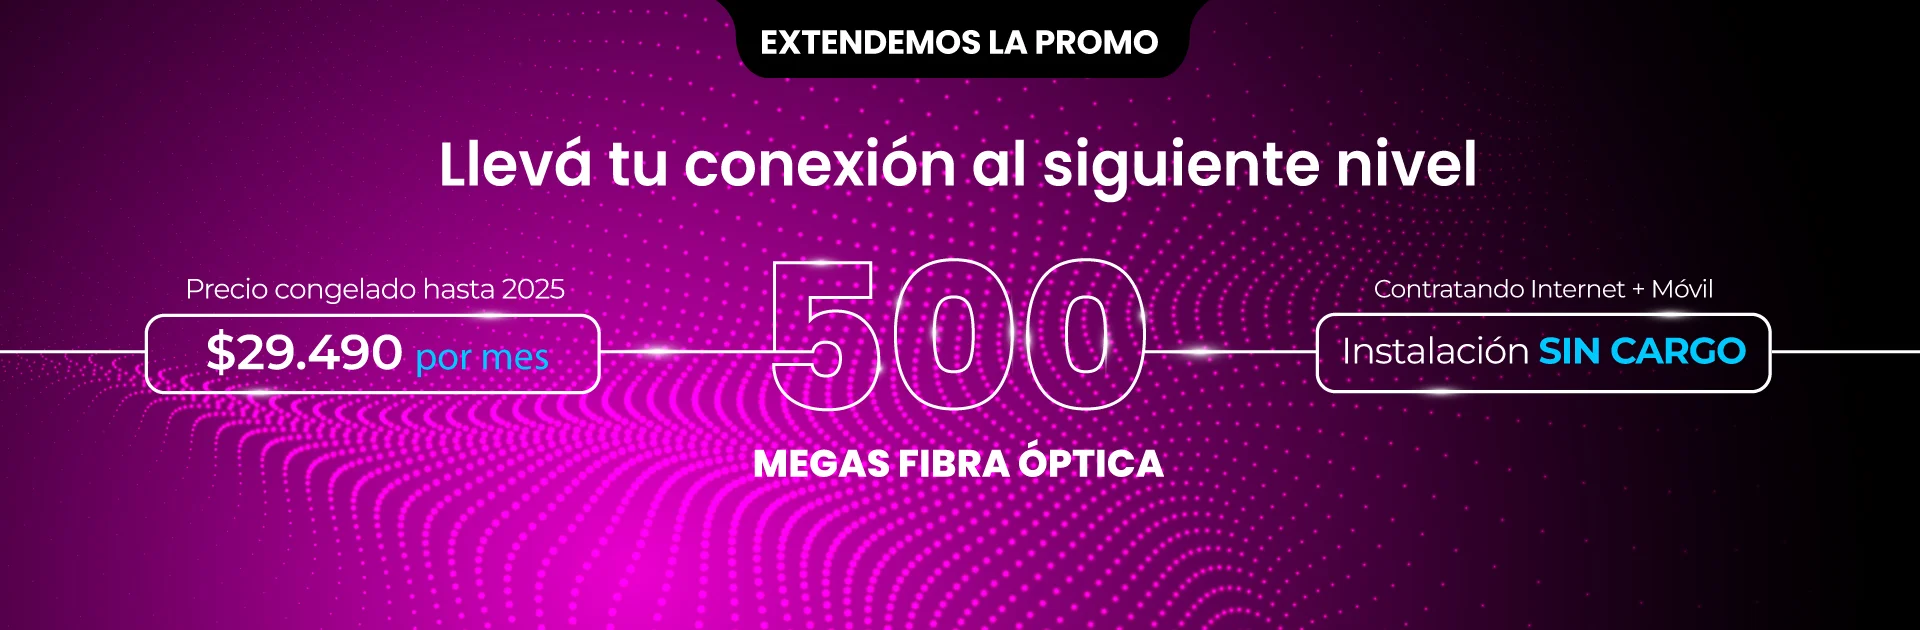 EXTENDEMOS LA PROMO
Llevá tu conexión al siguiente nivel
Precio congelado hasta 2025
$29.490 por mes
500
MEGAS FIBRA ÓPTICA
Contratando Internet + Móvil
Instalación SIN CARGO